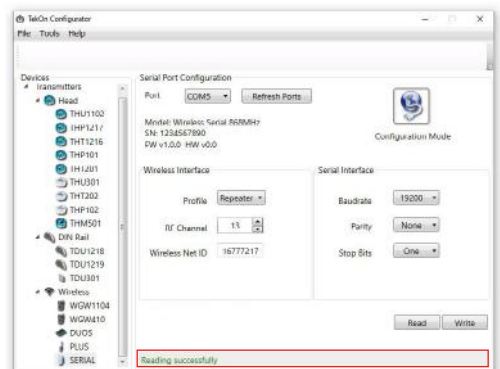 TekOn Configurator
File Tools Help
Devices
Transmitters
Head
THU1102
THP1217
THT1216
THP101
THT201
THU301
THT202
THP102
THM501
DIN Rail
TDU1218
TDU1219
TDU301
Wireless
WGW1104
WGW410
DUOS
PLUS
SERIAL
Serial Port Configuration
Port COM5 Refresh Ports
Model: Wireless Serial 868MHz
SN: 1234567890
FW v1.0.0 HW v0.0
Configuration Mode
Wireless Interface
Profile Repeater
RF Channel 13
Wireless Net ID 16777217
Serial Interface
Baudrate 19200
Parity None
Stop Bits One
Read Write
Reading successfully